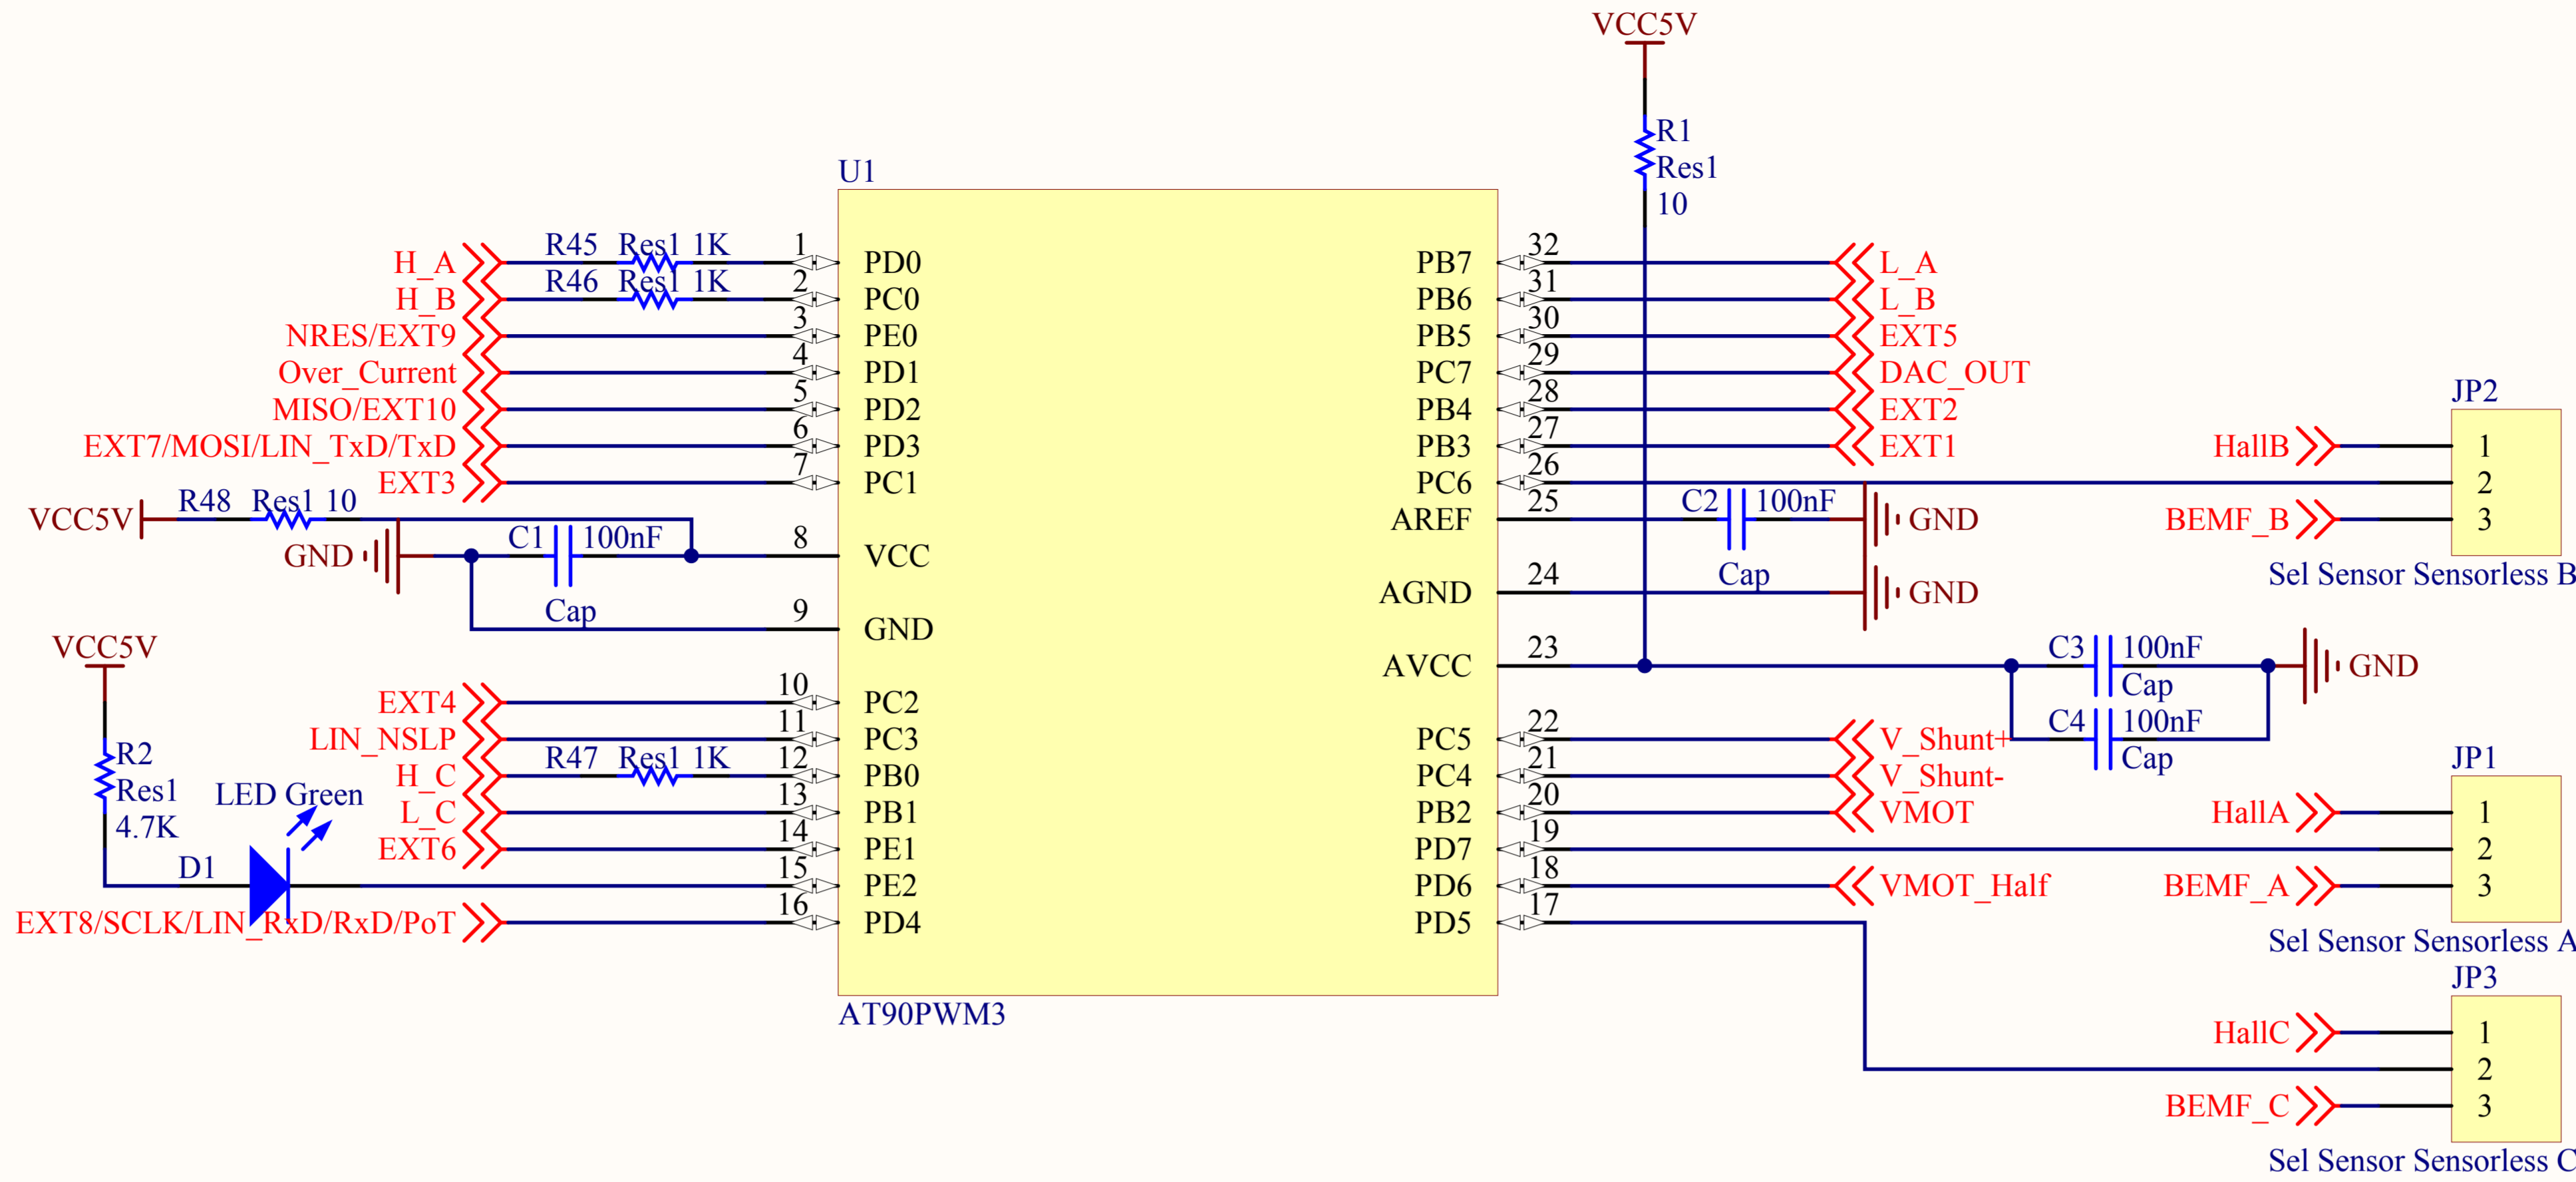 VCC5V
R1
Res1
10
U1
H_A
R45 Res1 1K
1
PD0
H_B
R46 Res1 1K
2
PC0
NRES/EXT9
3
PE0
Over_Current
4
PD1
MISO/EXT10
5
PD2
EXT7/MOSI/LIN_TxD/TxD
6
PD3
EXT3
7
PC1
VCC5V
R48 Res1 10
GND
C1 100nF
Cap
8
VCC
9
GND
VCC5V
R2
Res1
4.7K
LED Green
D1
EXT4
10
PC2
LIN_NSLP
11
PC3
H_C
R47 Res1 1K
12
PB0
L_C
13
PB1
EXT6
14
PE1
15
PE2
EXT8/SCLK/LIN_RxD/RxD/PoT
16
PD4
AT90PWM3
PB7
32
L_A
PB6
31
L_B
PB5
30
EXT5
PC7
29
DAC_OUT
PB4
28
EXT2
PB3
27
EXT1
PC6
26
AREF
25
C2 100nF
Cap
GND
AGND
24
GND
AVCC
23
C3 100nF
Cap
GND
C4 100nF
Cap
PC5
22
V_Shunt+
PC4
21
V_Shunt-
PB2
20
VMOT
PD7
19
PD6
18
VMOT_Half
PD5
17
JP2
HallB
1
2
BEMF_B
3
Sel Sensor Sensorless B
JP1
HallA
1
2
BEMF_A
3
Sel Sensor Sensorless A
JP3
HallC
1
2
BEMF_C
3
Sel Sensor Sensorless C